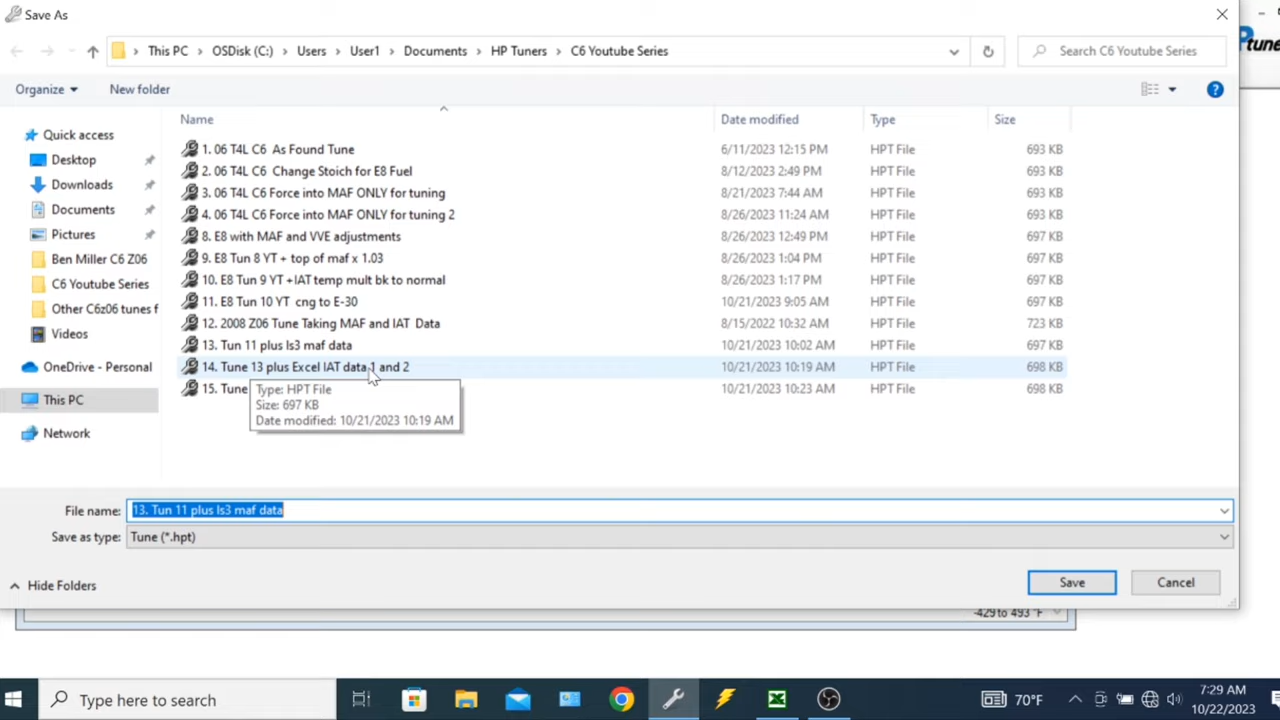 Save As
This PC > OSDisk (C:) > Users > User1 > Documents > HP Tuners > C6 Youtube Series
Search C6 Youtube Series
tune
Organize
New folder
Name
Date modified
Type
Size
Quick access
Desktop
Downloads
Documents
Pictures
Ben Miller C6 Z06
C6 Youtube Series
Other C6z06 tunes f
Videos
OneDrive - Personal
This PC
Network
1. 06 T4L C6 As Found Tune 6/11/2023 12:15 PM HPT File 693 KB
2. 06 T4L C6 Change Stoich for E8 Fuel 8/12/2023 2:49 PM HPT File 693 KB
3. 06 T4L C6 Force into MAF ONLY for tuning 8/21/2023 7:44 AM HPT File 693 KB
4. 06 T4L C6 Force into MAF ONLY for tuning 2 8/26/2023 11:24 AM HPT File 693 KB
8. E8 with MAF and VVE adjustments 8/26/2023 12:49 PM HPT File 697 KB
9. E8 Tun 8 YT + top of maf x 1.03 8/26/2023 1:04 PM HPT File 697 KB
10. E8 Tun 9 YT +IAT temp mult bk to normal 8/26/2023 1:17 PM HPT File 697 KB
11. E8 Tun 10 YT cng to E-30 10/21/2023 9:05 AM HPT File 697 KB
12. 2008 Z06 Tune Taking MAF and IAT Data 8/15/2022 10:32 AM HPT File 723 KB
13. Tun 11 plus ls3 maf data 10/21/2023 10:02 AM HPT File 697 KB
14. Tune 13 plus Excel IAT data 1 and 2 10/21/2023 10:19 AM HPT File 698 KB
15. Tune 10/21/2023 10:23 AM HPT File 698 KB
Type: HPT File
Size: 697 KB
Date modified: 10/21/2023 10:19 AM
File name: 13. Tun 11 plus ls3 maf data
Save as type: Tune (*.hpt)
Hide Folders
Save
Cancel
-429 to 493 °F
Type here to search
70°F
7:29 AM
10/22/2023